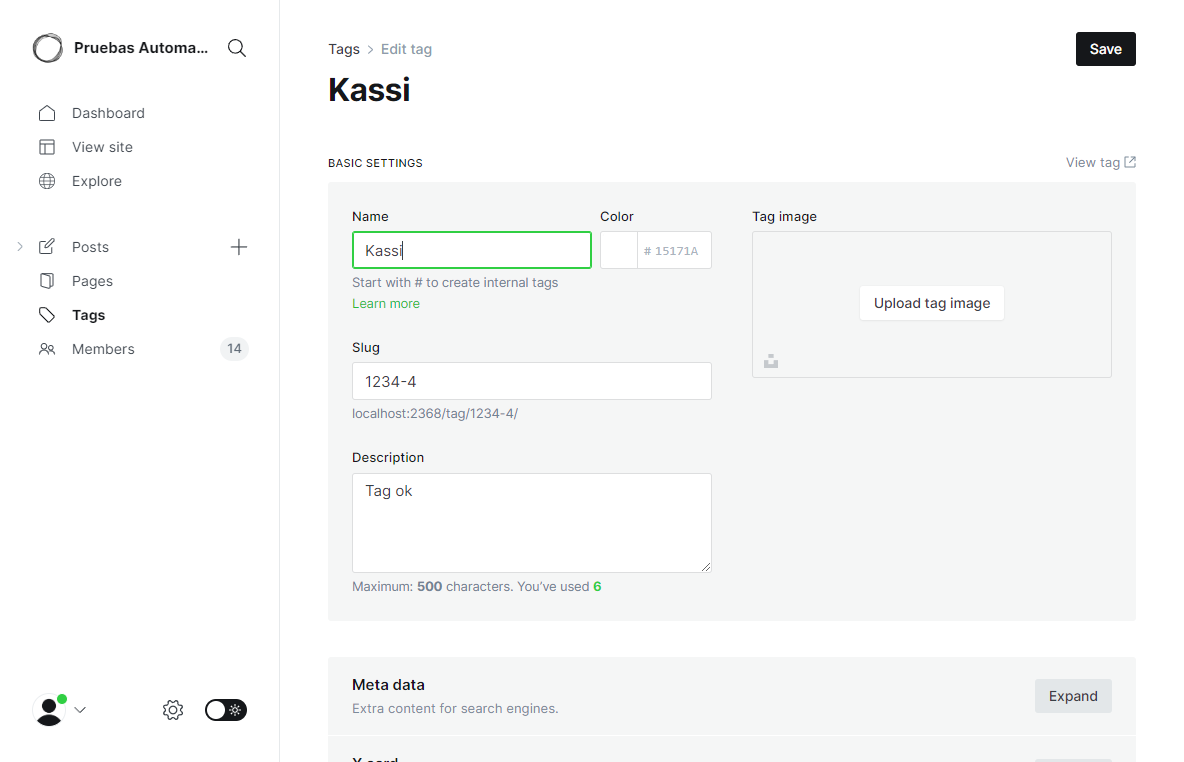 Pruebas Automa...
Dashboard
View site
Explore
Posts
Pages
Tags
Members
14
Tags > Edit tag
Save
Kassi
BASIC SETTINGS
View tag
Name
Color
Tag image
Kassi
# 15171A
Start with # to create internal tags
Learn more
Upload tag image
Slug
1234-4
localhost:2368/tag/1234-4/
Description
Tag ok
Maximum: 500 characters. You’ve used 6
Meta data
Extra content for search engines.
Expand
X card